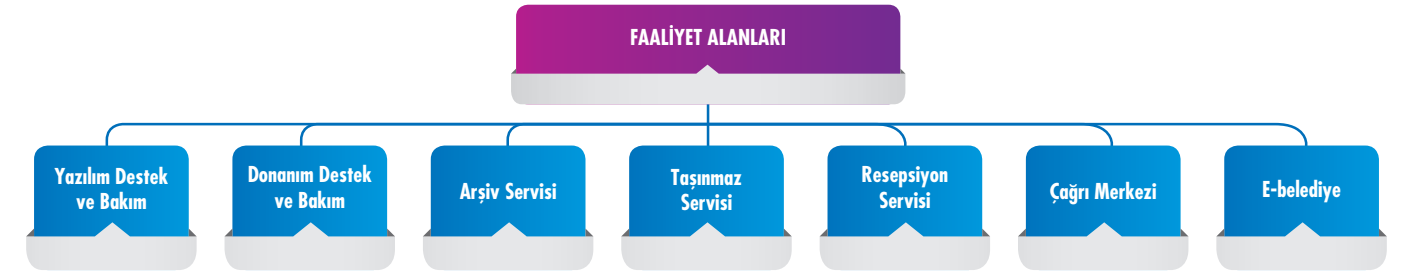 FAALİYET ALANLARI
Yazılım Destek
ve Bakım
Donanım Destek
ve Bakım
Arşiv Servisi
Taşınmaz
Servisi
Resepsiyon
Servisi
Çağrı Merkezi
E-belediye